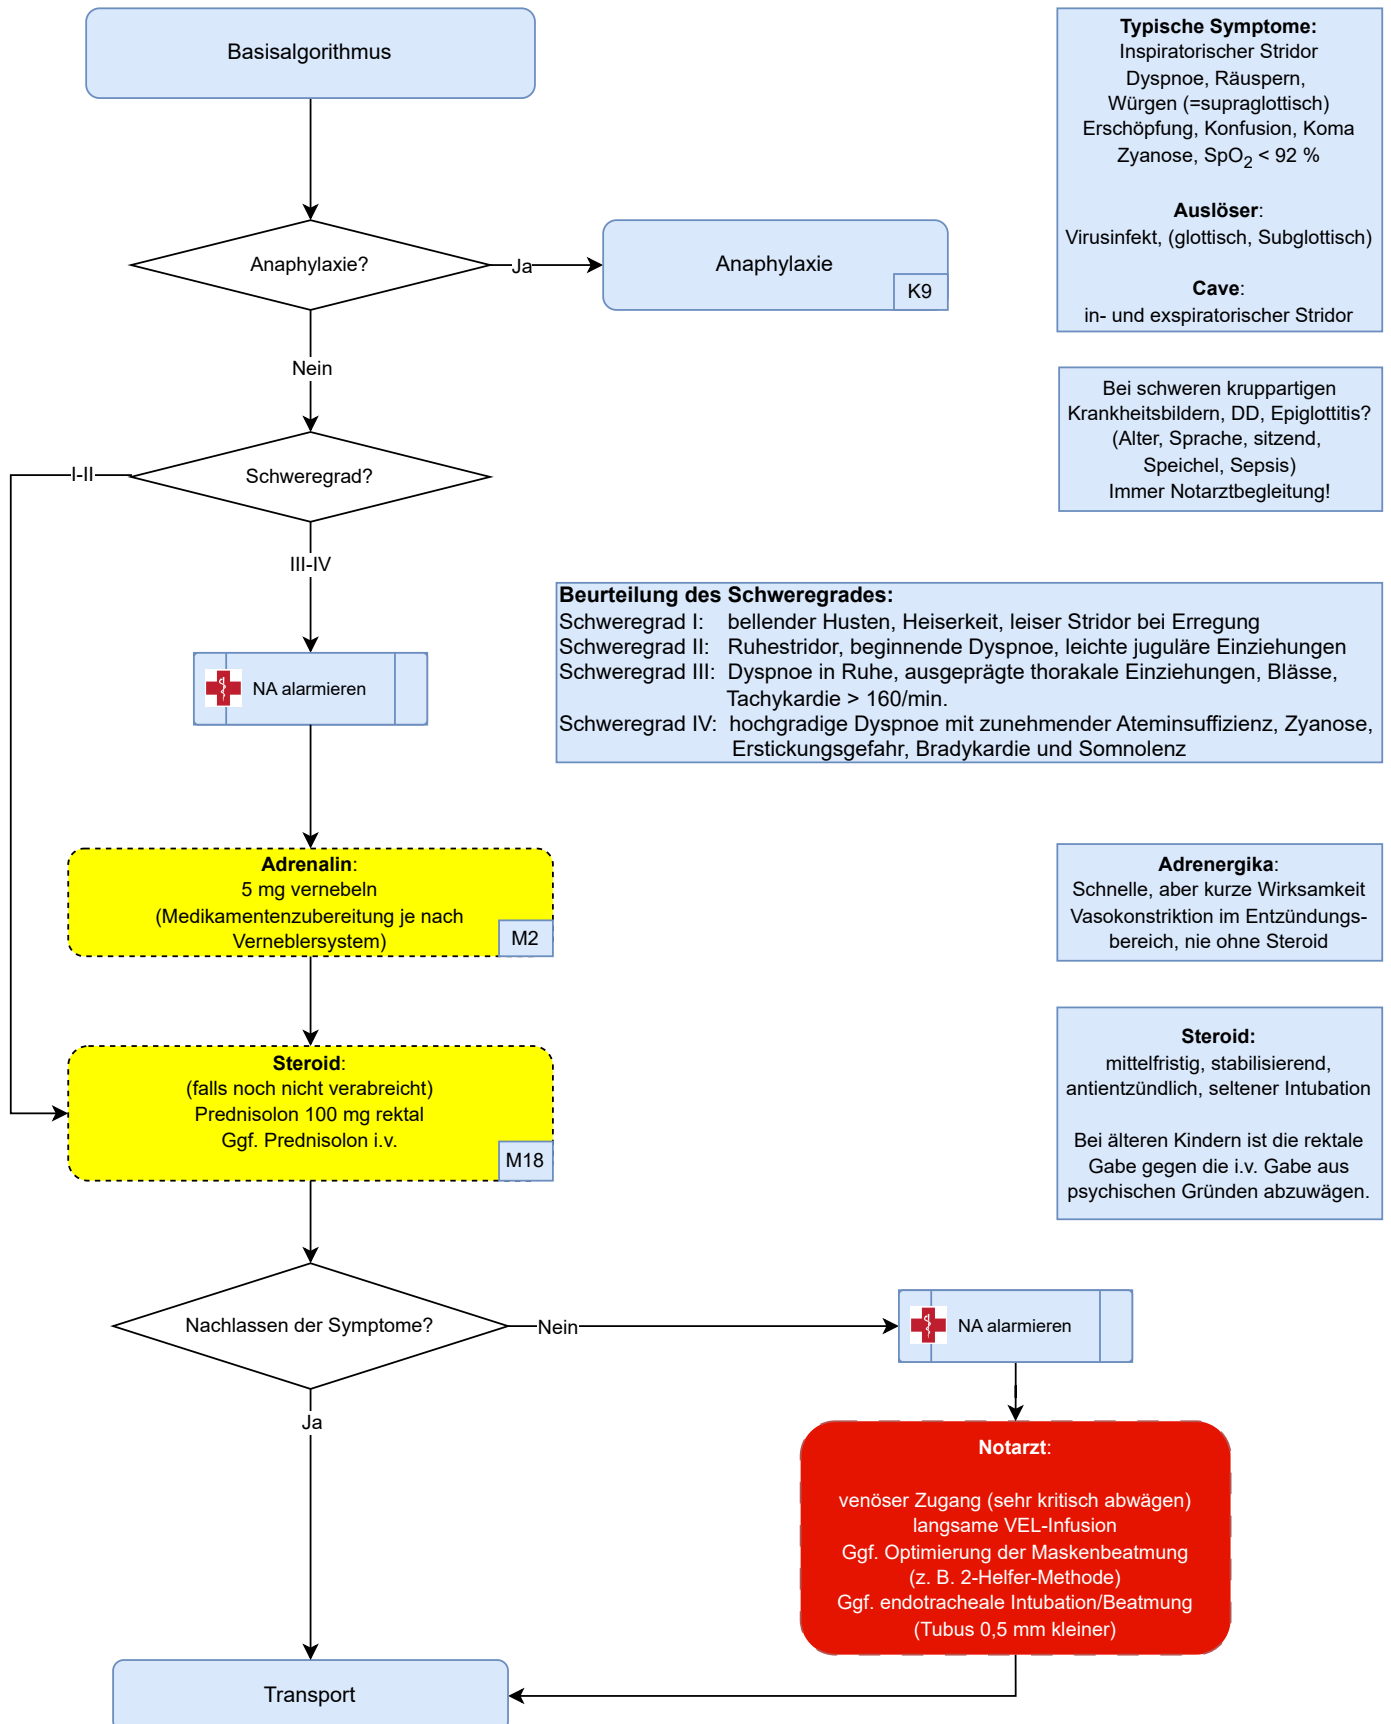 Basisalgorithmus
Typische Symptome:
Inspiratorischer Stridor
Dyspnoe, Räuspern,
Würgen (=supraglottisch)
Erschöpfung, Konfusion, Koma
Zyanose, SpO2 < 92 %
Auslöser:
Virusinfekt, (glottisch, Subglottisch)
Cave:
in- und exspiratorischer Stridor
Anaphylaxie?
Ja
Anaphylaxie
K9
Nein
Bei schweren kruppartigen
Krankheitsbildern, DD, Epiglottitis?
(Alter, Sprache, sitzend,
Speichel, Sepsis)
Immer Notarztbegleitung!
I-II
Schweregrad?
III-IV
Beurteilung des Schweregrades:
Schweregrad I: bellender Husten, Heiserkeit, leiser Stridor bei Erregung
Schweregrad II: Ruhestridor, beginnende Dyspnoe, leichte juguläre Einziehungen
Schweregrad III: Dyspnoe in Ruhe, ausgeprägte thorakale Einziehungen, Blässe,
Tachykardie > 160/min.
Schweregrad IV: hochgradige Dyspnoe mit zunehmender Ateminsuffizienz, Zyanose,
Erstickungsgefahr, Bradykardie und Somnolenz
NA alarmieren
Adrenalin:
5 mg vernebeln
(Medikamentenzubereitung je nach
Verneblersystem)
M2
Adrenergika:
Schnelle, aber kurze Wirksamkeit
Vasokonstriktion im Entzündungs-
bereich, nie ohne Steroid
Steroid:
(falls noch nicht verabreicht)
Prednisolon 100 mg rektal
Ggf. Prednisolon i.v.
M18
Steroid:
mittelfristig, stabilisierend,
antientzündlich, seltener Intubation
Bei älteren Kindern ist die rektale
Gabe gegen die i.v. Gabe aus
psychischen Gründen abzuwägen.
Nachlassen der Symptome?
Nein
NA alarmieren
Ja
Notarzt:
venöser Zugang (sehr kritisch abwägen)
langsame VEL-Infusion
Ggf. Optimierung der Maskenbeatmung
(z. B. 2-Helfer-Methode)
Ggf. endotracheale Intubation/Beatmung
(Tubus 0,5 mm kleiner)
Transport